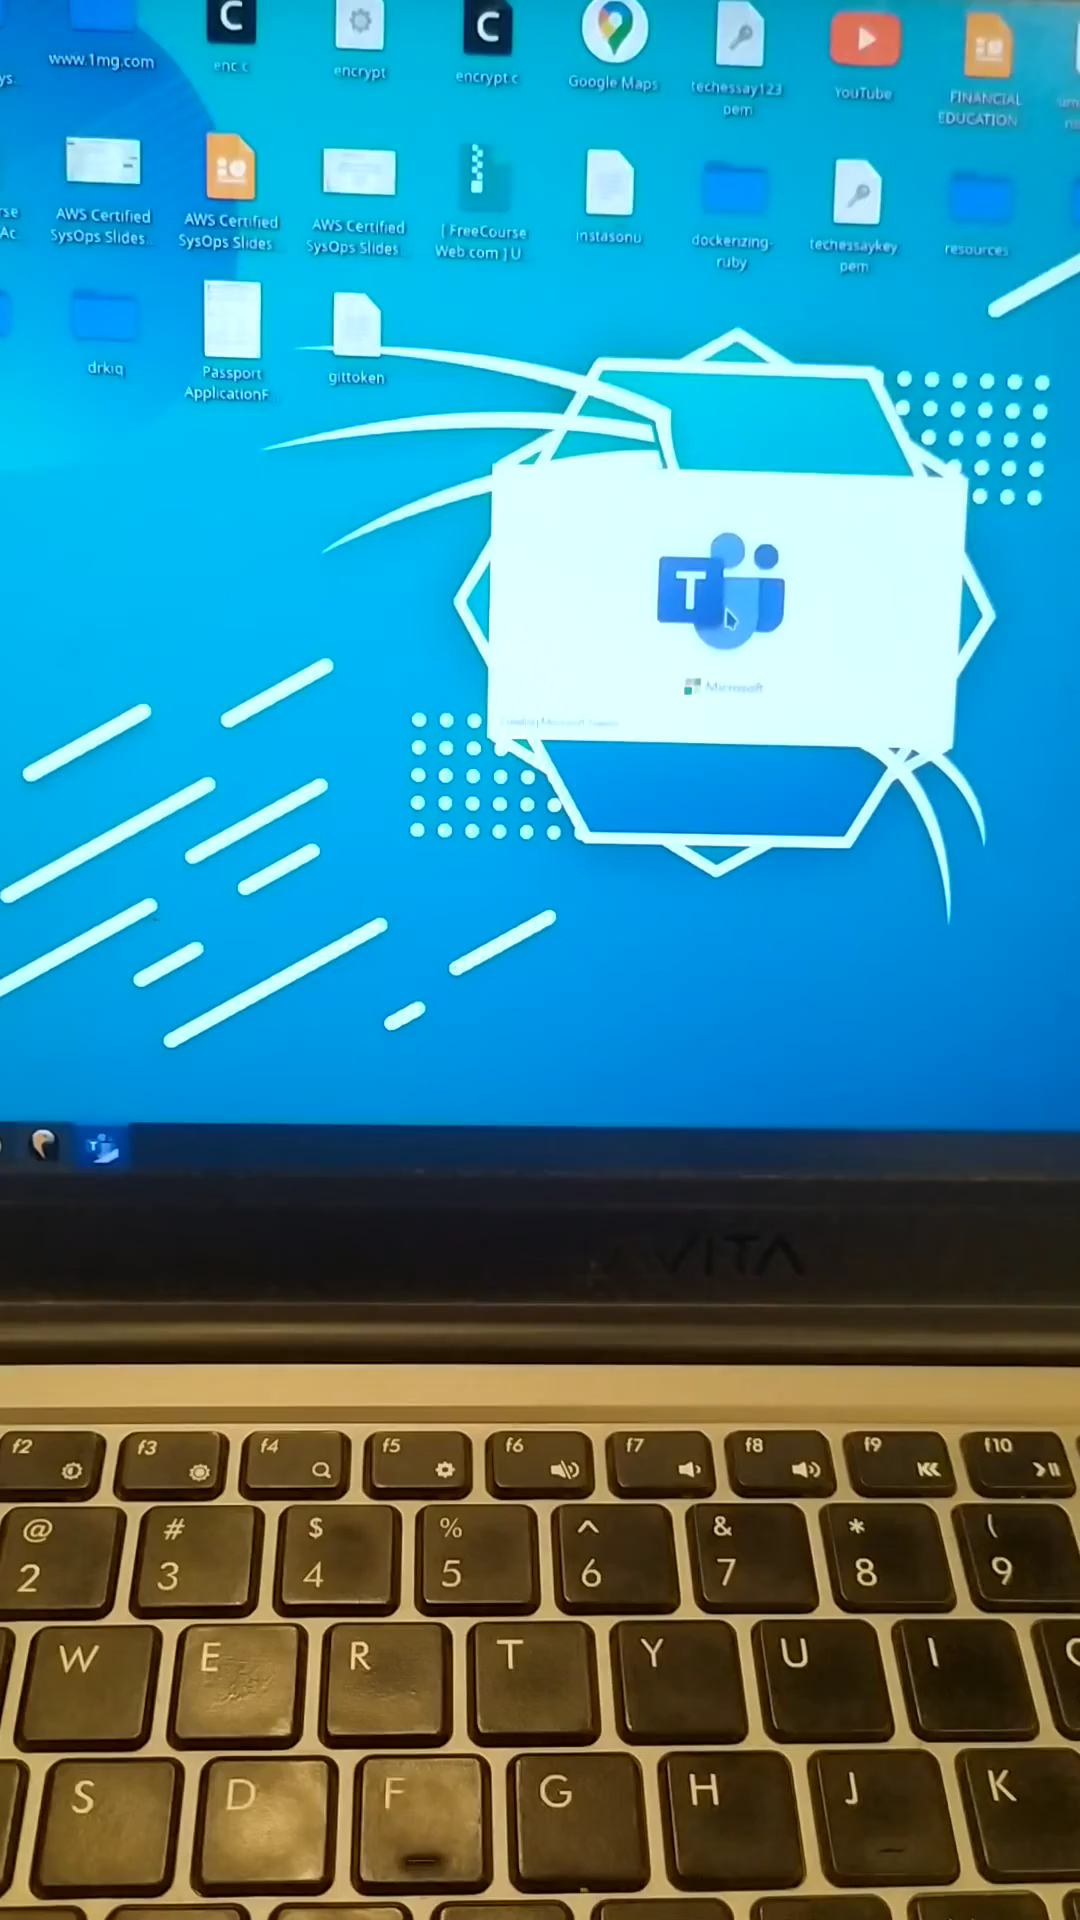 www.1mg.com
enc.c
encrypt
encrypt.c
Google Maps
techessay123
pem
YouTube
FINANCIAL
EDUCATION
AWS Certified
SysOps Slides...
AWS Certified
SysOps Slides...
AWS Certified
SysOps Slides...
[ FreeCourse
Web.com ] U...
instasonu
dockerizing-
ruby
techessaykey
pem
resources
drkiq
Passport
ApplicationF...
gittoken
T
Microsoft
VITA
f2
f3
f4
f5
f6
f7
f8
f9
f10
@ # $ % ^ & * (
2 3 4 5 6 7 8 9
W E R T Y U I
S D F G H J K